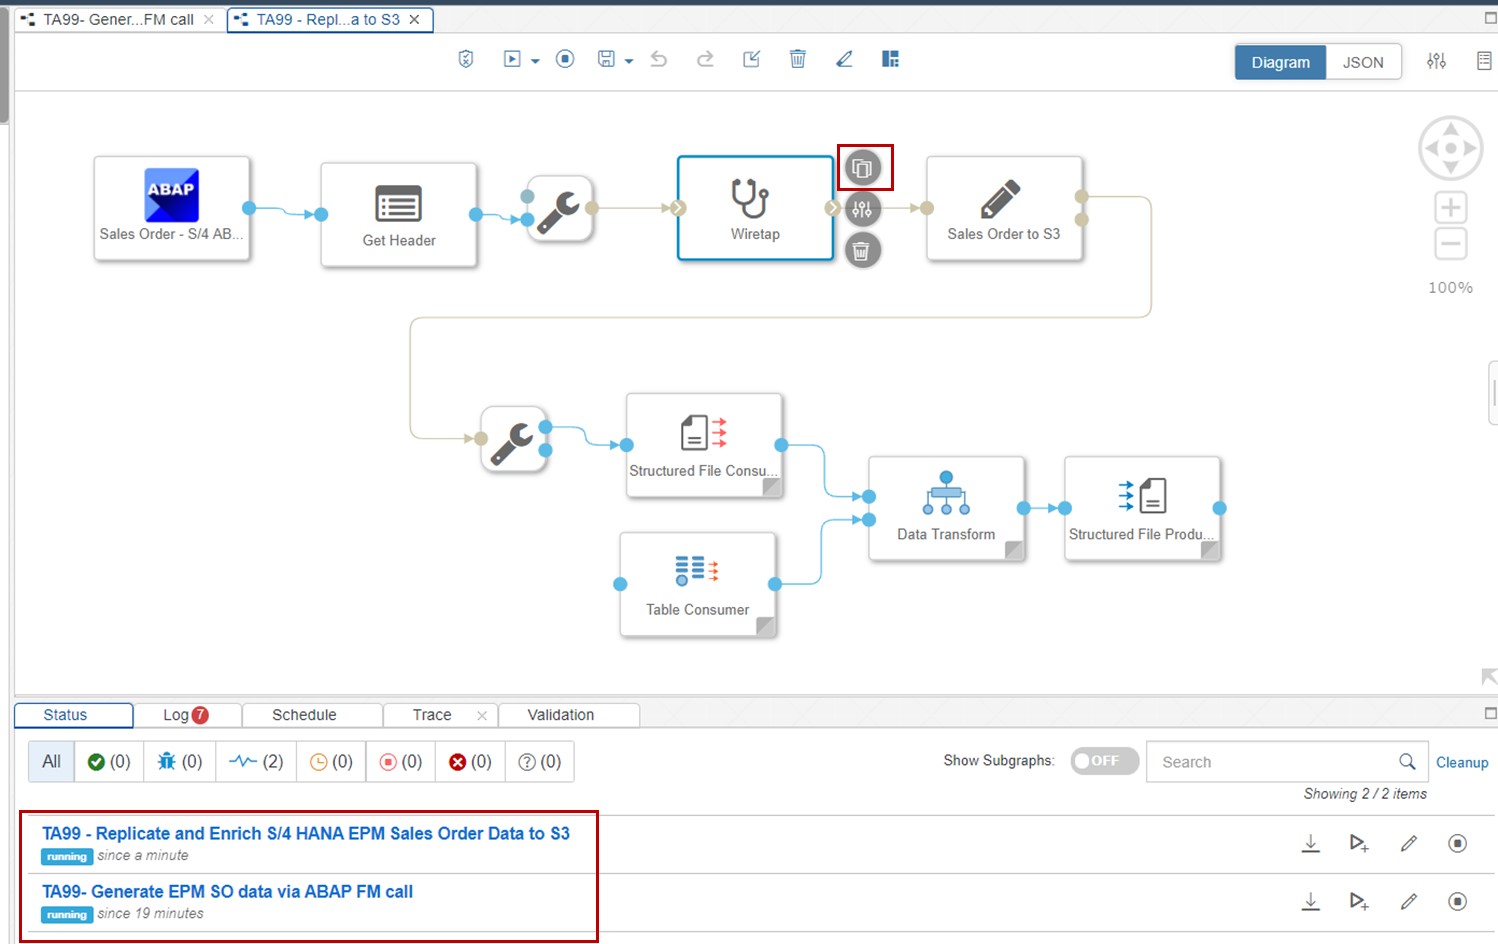 TA99- Gener...FM call
TA99 - Repl...a to S3
Diagram
JSON
ABAP
Sales Order - S/4 AB...
Get Header
Wiretap
Sales Order to S3
100%
Structured File Consu...
Data Transform
Structured File Produ...
Table Consumer
Status
Log 7
Schedule
Trace
Validation
All
(0)
(0)
(2)
(0)
(0)
(0)
(0)
Show Subgraphs:
OFF
Search
Cleanup
Showing 2 / 2 items
TA99 - Replicate and Enrich S/4 HANA EPM Sales Order Data to S3
running since a minute
TA99- Generate EPM SO data via ABAP FM call
running since 19 minutes